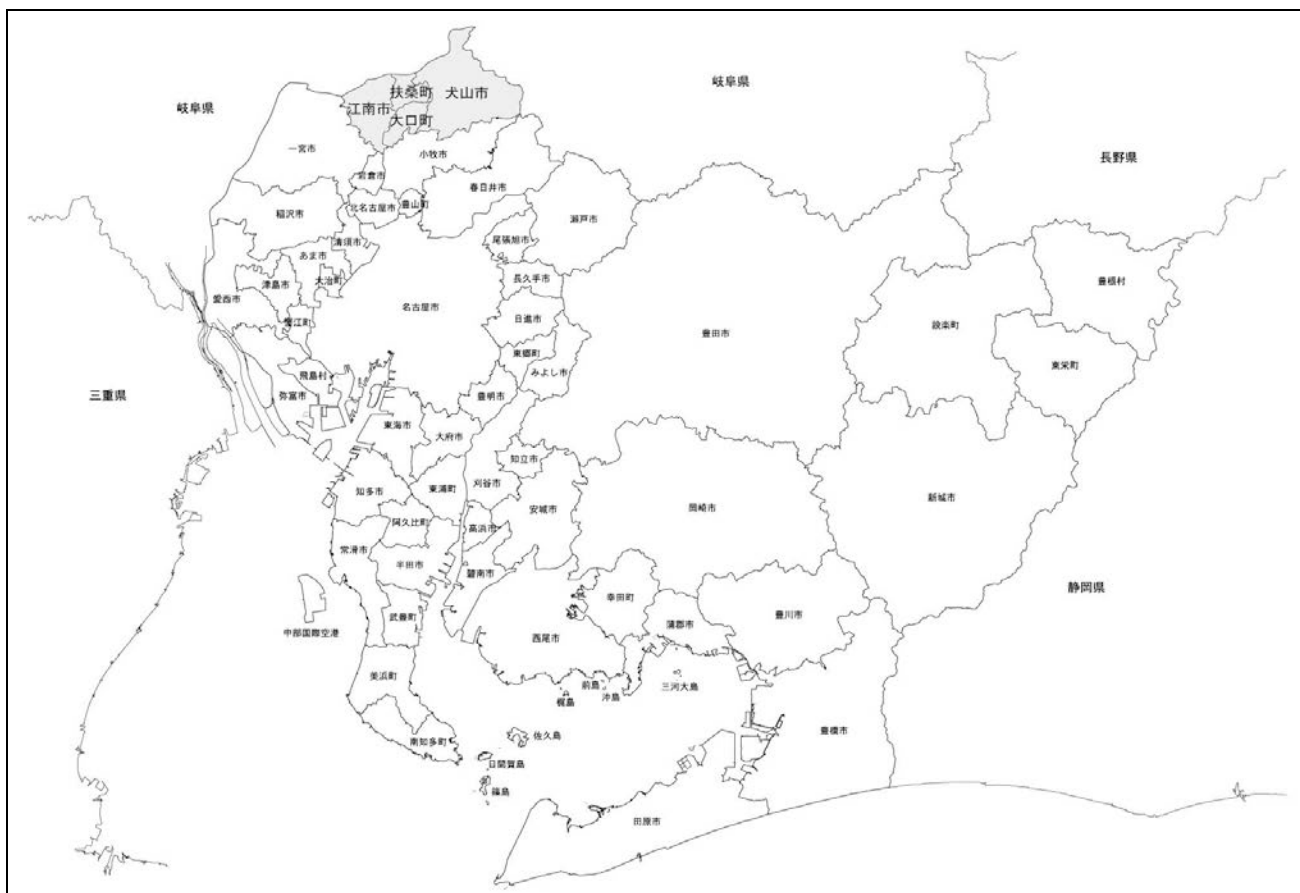 岐阜県
岐阜県
扶桑町
犬山市
江南市
大口町
一宮市
小牧市
長野県
岩倉市
春日井市
稲沢市
北名古屋市
豊山町
瀬戸市
清須市
尾張旭市
あま市
津島市
大治町
長久手市
豊根村
愛西市
名古屋市
蟹江町
日進市
豊田市
設楽町
東郷町
東栄町
飛島村
みよし市
三重県
弥富市
豊明市
東海市
大府市
知立市
知多市
東浦町
刈谷市
新城市
安城市
岡崎市
阿久比町
高浜市
常滑市
半田市
碧南市
静岡県
幸田町
豊川市
武豊町
蒲郡市
中部国際空港
西尾市
美浜町
前島
三河大島
梶島
沖島
豊橋市
佐久島
南知多町
日間賀島
篠島
田原市